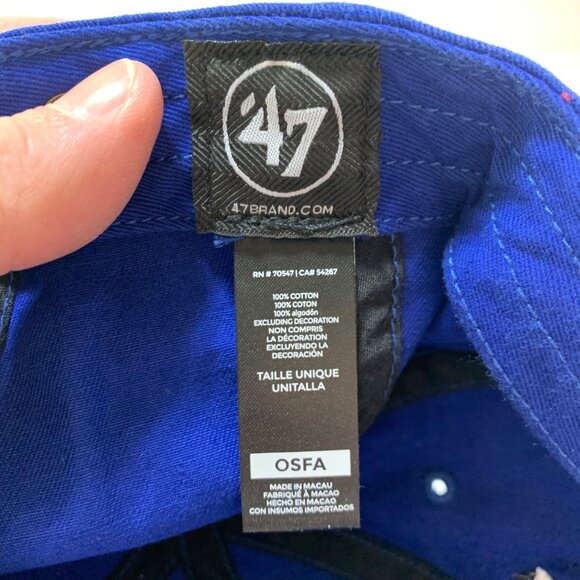 '47
47BRAND.COM
RN # 70547 | CA# 54267
100% COTTON
100% COTON
100% algodón
EXCLUDING DECORATION
NON COMPRIS
LA DÉCORATION
EXCLUYENDO LA
DECORACIÓN
TAILLE UNIQUE
UNITALLA
OSFA
MADE IN MACAU
FABRIQUÉ À MACAO
HECHO EN MACAO
CON INSUMOS IMPORTADOS